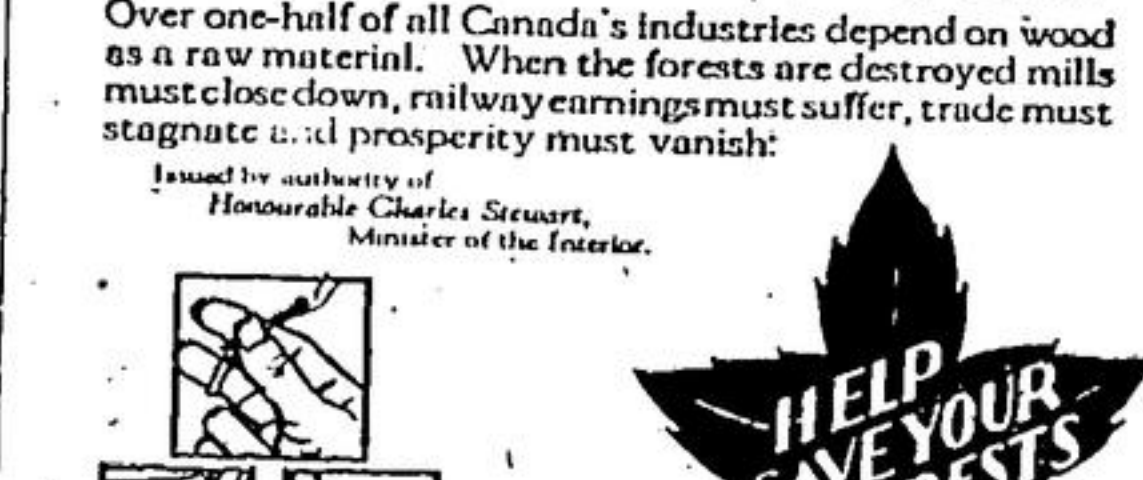 Over one-half of all Canada's industries depend on wood
as a raw material. When the forests are destroyed mills
must close down, railway earnings must suffer, trade must
stagnate and prosperity must vanish:
Issued by authority of
Honourable Charles Stewart,
Minister of the Interior.
HELP
SAVE YOUR